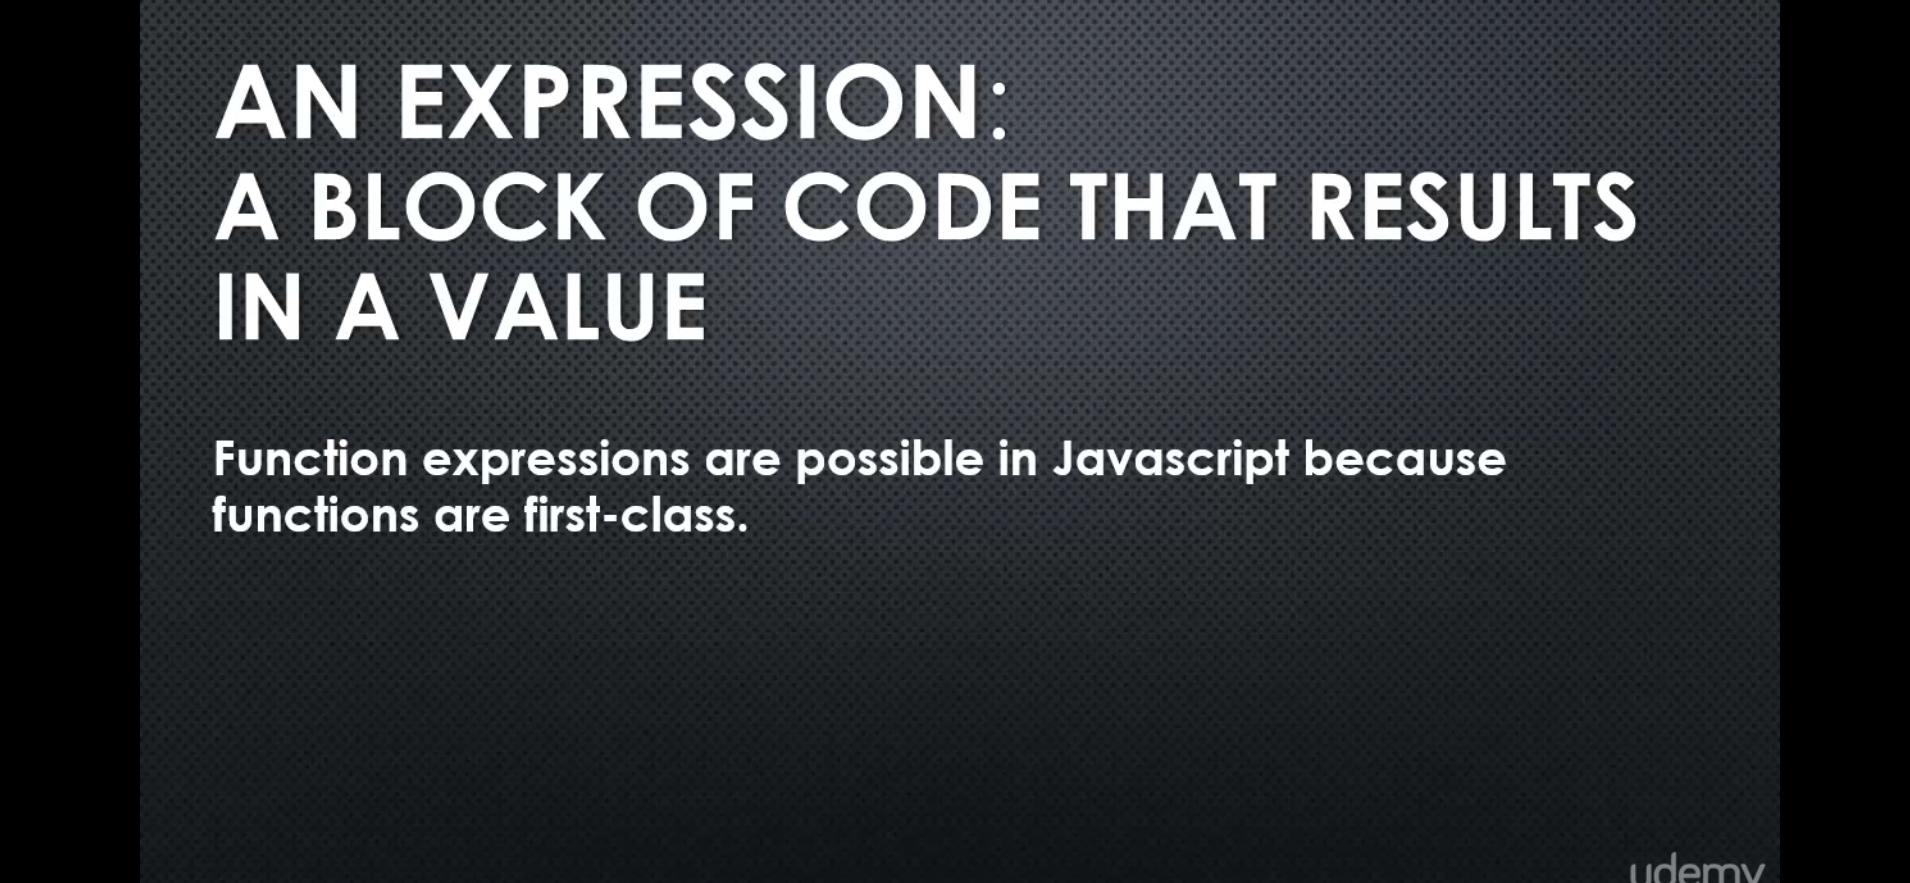 AN EXPRESSION:
A BLOCK OF CODE THAT RESULTS
IN A VALUE
Function expressions are possible in Javascript because
functions are first-class.
udemy